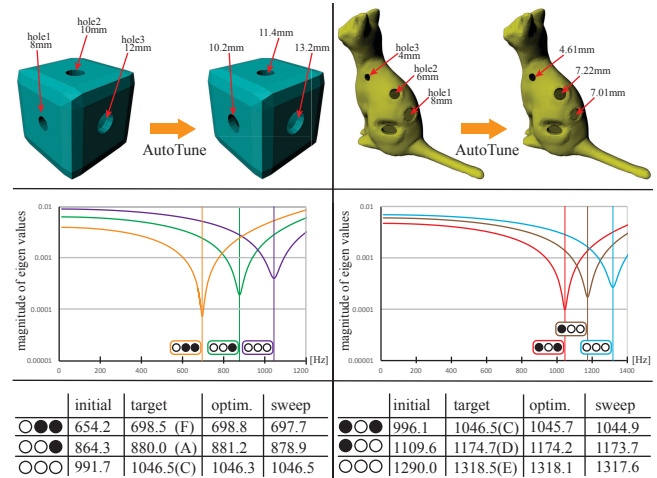 hole1
8mm
hole2
10mm
hole3
12mm
AutoTune
10.2mm
11.4mm
13.2mm
hole3
4mm
hole2
6mm
hole1
8mm
AutoTune
4.61mm
7.22mm
7.01mm
magnitude of eigen values
0.01
0.001
0.0001
0.00001
0 200 400 600 800 1000 1200
[Hz]
magnitude of eigen values
0.01
0.001
0.0001
0.00001
0 200 400 600 800 1000 1200 1400
[Hz]
initial target optim. sweep
○●● 654.2 698.5 (F) 698.8 697.7
○○● 864.3 880.0 (A) 881.2 878.9
○○○ 991.7 1046.5(C) 1046.3 1046.5
initial target optim. sweep
●○● 996.1 1046.5(C) 1045.7 1044.9
●○○ 1109.6 1174.7(D) 1174.2 1173.7
○○○ 1290.0 1318.5(E) 1318.1 1317.6